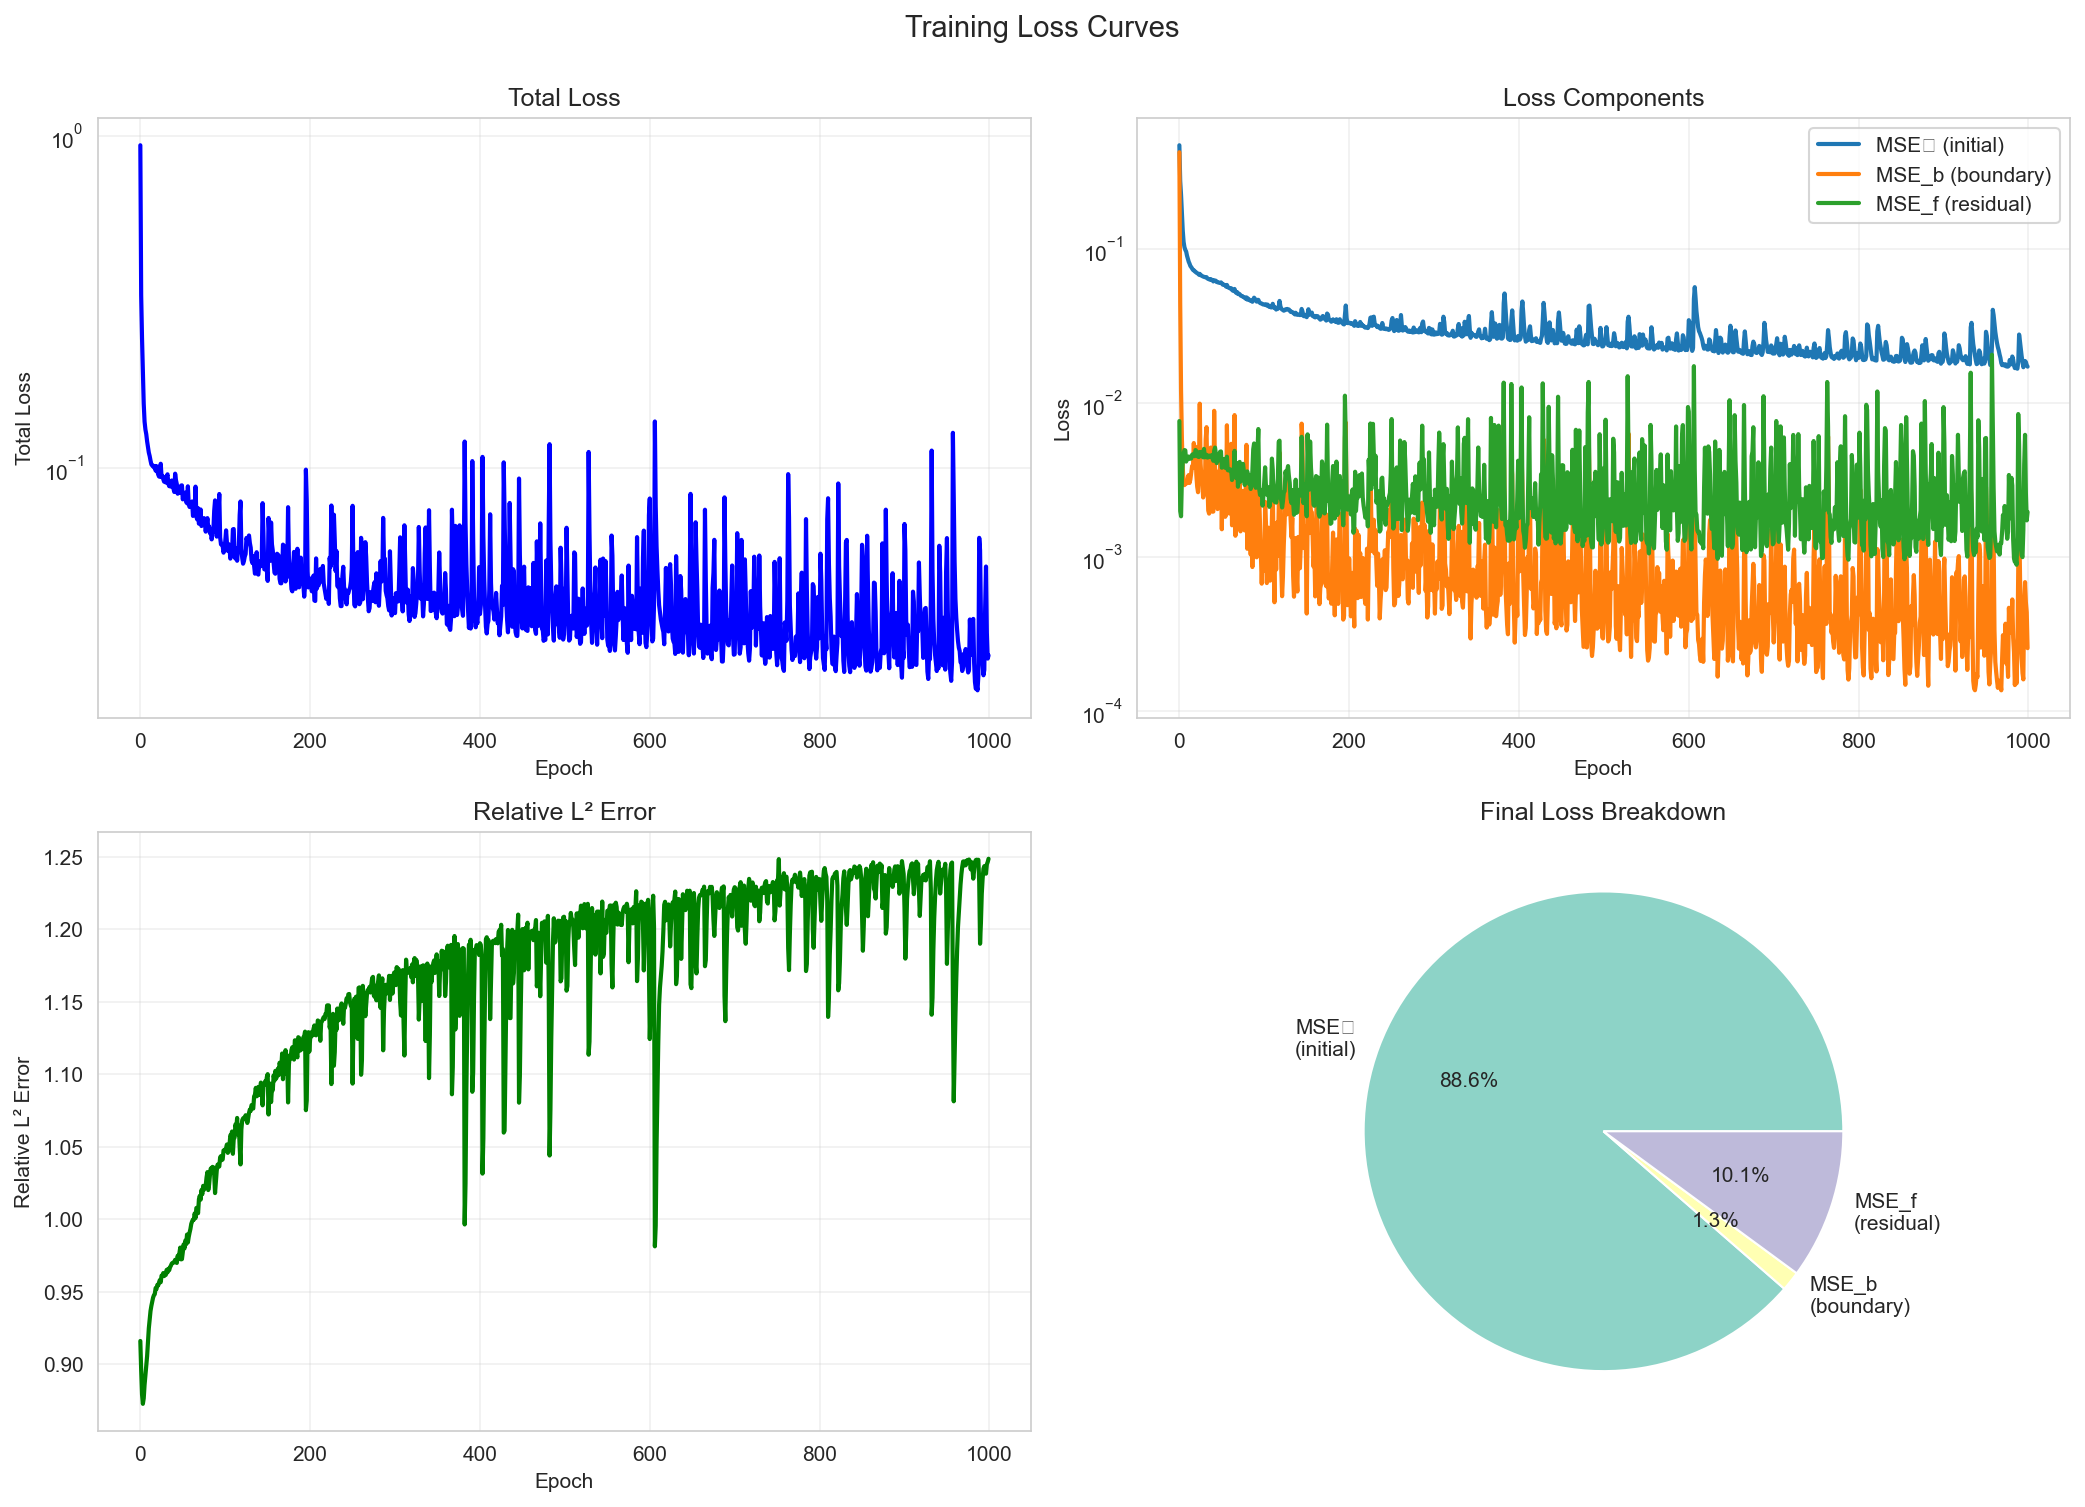 Training Loss Curves
Total Loss
10⁰
10⁻¹
Total Loss
0 200 400 600 800 1000
Epoch
Loss Components
MSE▯ (initial)
MSE_b (boundary)
MSE_f (residual)
10⁻¹
10⁻²
10⁻³
10⁻⁴
Loss
0 200 400 600 800 1000
Epoch
Relative L² Error
1.25
1.20
1.15
1.10
1.05
1.00
0.95
0.90
Relative L² Error
0 200 400 600 800 1000
Epoch
Final Loss Breakdown
MSE▯
(initial)
88.6%
10.1%
1.3%
MSE_f
(residual)
MSE_b
(boundary)